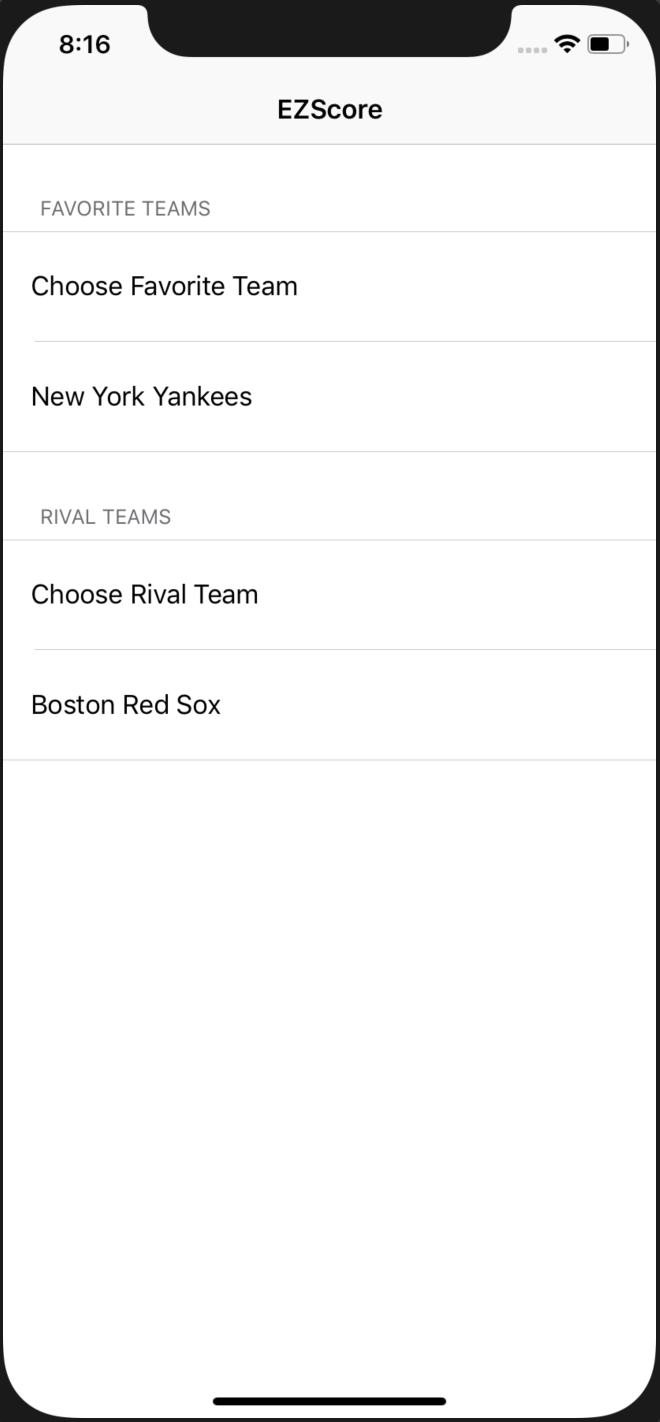 8:16
EZScore
FAVORITE TEAMS
Choose Favorite Team
New York Yankees
RIVAL TEAMS
Choose Rival Team
Boston Red Sox